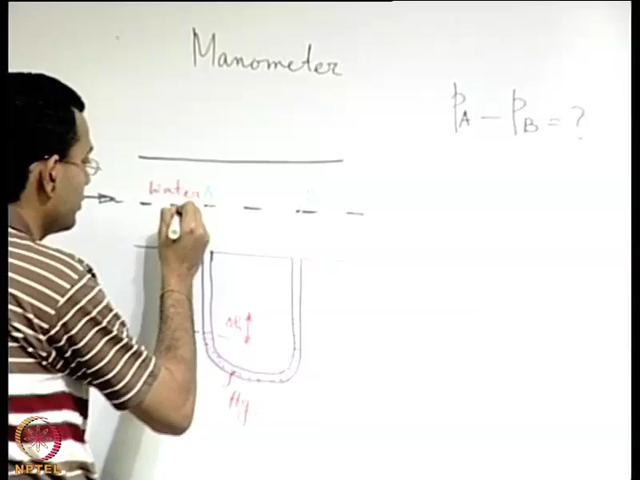 Manometer
pA - pB = ?
Water A
Δh
Hg
NPTEL